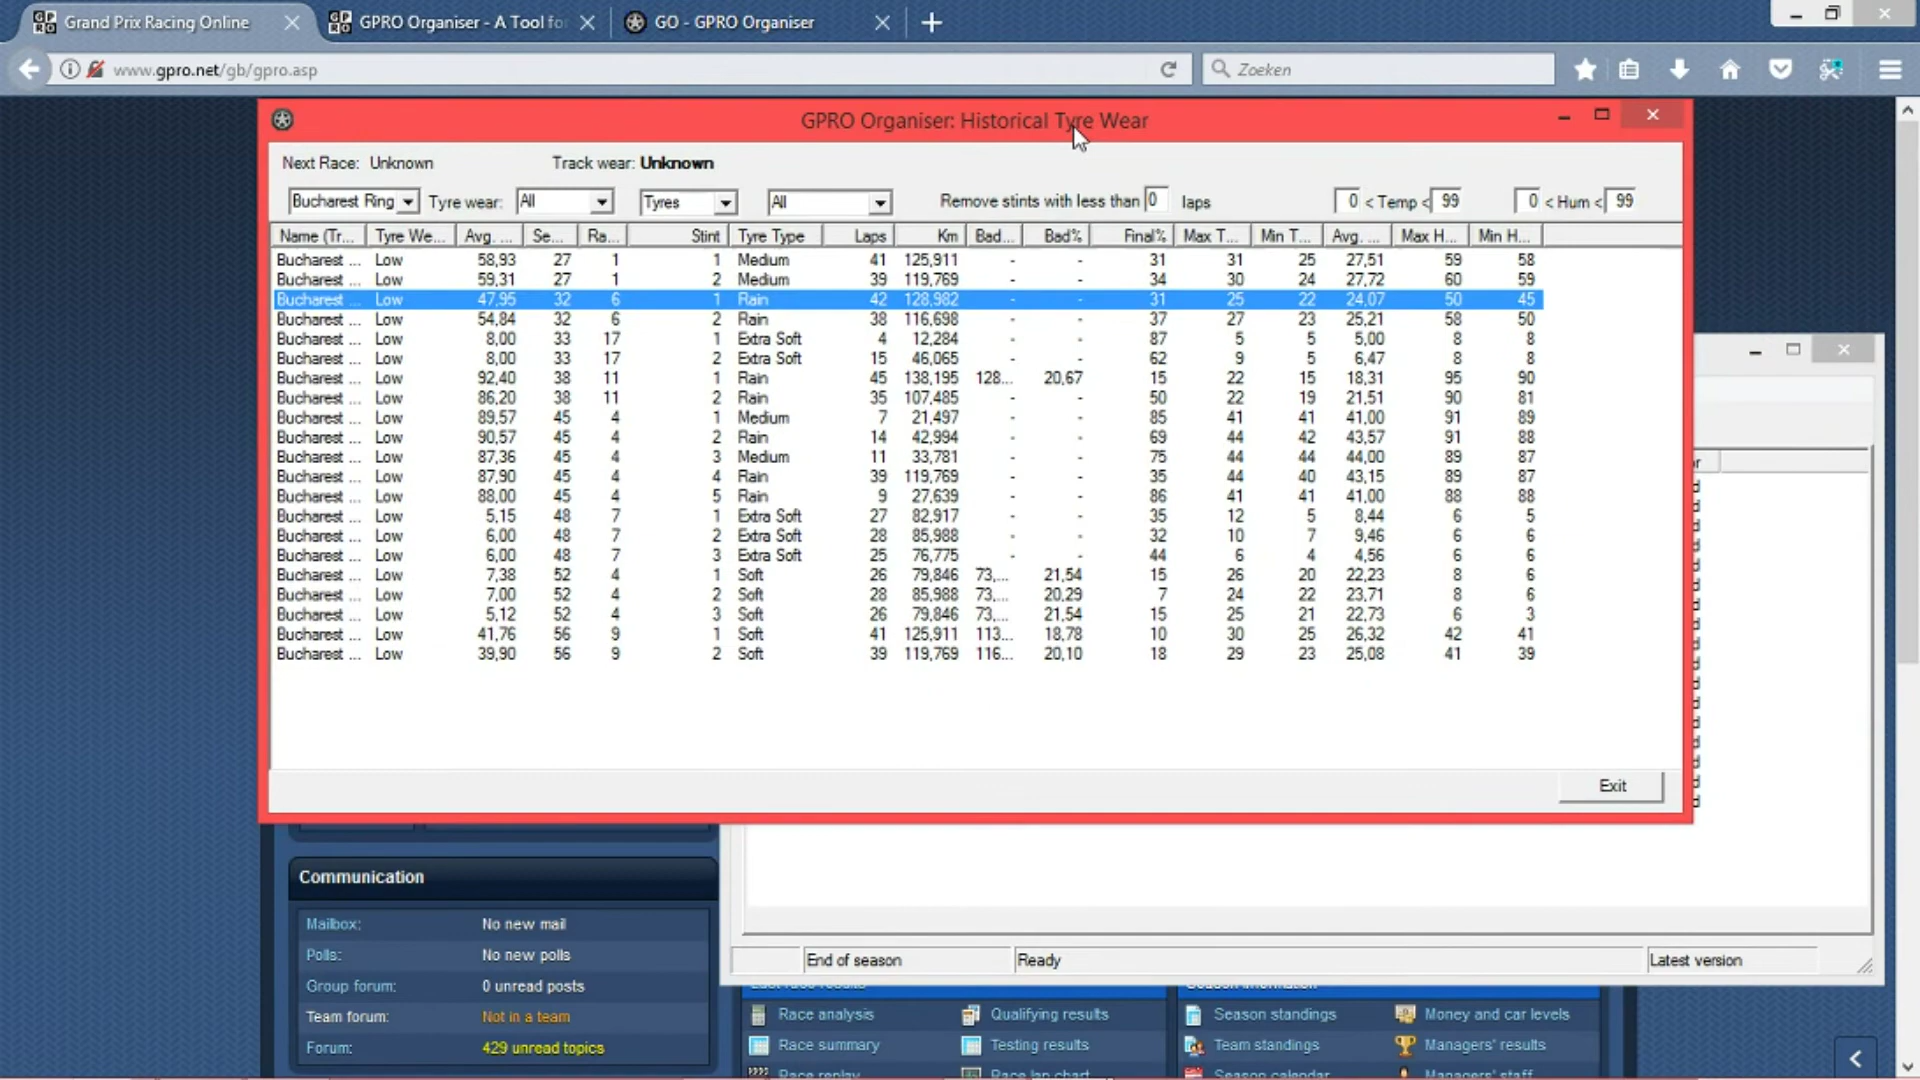 Grand Prix Racing Online
GPRO Organiser - A Tool fo
GO - GPRO Organiser
www.gpro.net/gb/gpro.asp
Zoeken
GPRO Organiser: Historical Tyre Wear
Next Race: Unknown Track wear: Unknown
Bucharest Ring Tyre wear: All Tyres All Remove stints with less than 0 laps 0 < Temp < 99 0 < Hum < 99
Name (Tr... Tyre We... Avg. ... Se... Ra... Stint Tyre Type Laps Km Bad... Bad% Final% Max T... Min T... Avg. ... Max H... Min H...
Bucharest ... Low 58,93 27 1 1 Medium 41 125,911 - - 31 31 25 27,51 59 58
Bucharest ... Low 59,31 27 1 2 Medium 39 119,769 - - 34 30 24 27,72 60 59
Bucharest ... Low 47,95 32 6 1 Rain 42 128,982 - - 31 25 22 24,07 50 45
Bucharest ... Low 54,84 32 6 2 Rain 38 116,698 - - 37 27 23 25,21 58 50
Bucharest ... Low 8,00 33 17 1 Extra Soft 4 12,284 - - 87 5 5 5,00 8 8
Bucharest ... Low 8,00 33 17 2 Extra Soft 15 46,065 - - 62 9 5 6,47 8 8
Bucharest ... Low 92,40 38 11 1 Rain 45 138,195 128... 20,67 15 22 15 18,31 95 90
Bucharest ... Low 86,20 38 11 2 Rain 35 107,485 - - 50 22 19 21,51 90 81
Bucharest ... Low 89,57 45 4 1 Medium 7 21,497 - - 85 41 41 41,00 91 89
Bucharest ... Low 90,57 45 4 2 Rain 14 42,994 - - 69 44 42 43,57 91 88
Bucharest ... Low 87,36 45 4 3 Medium 11 33,781 - - 75 44 44 44,00 89 87
Bucharest ... Low 87,90 45 4 4 Rain 39 119,769 - - 35 44 40 43,15 89 87
Bucharest ... Low 88,00 45 4 5 Rain 9 27,639 - - 86 41 41 41,00 88 88
Bucharest ... Low 5,15 48 7 1 Extra Soft 27 82,917 - - 35 12 5 8,44 6 5
Bucharest ... Low 6,00 48 7 2 Extra Soft 28 85,988 - - 32 10 7 9,46 6 6
Bucharest ... Low 6,00 48 7 3 Extra Soft 25 76,775 - - 44 6 4 4,56 6 6
Bucharest ... Low 7,38 52 4 1 Soft 26 79,846 73,... 21,54 15 26 20 22,23 8 6
Bucharest ... Low 7,00 52 4 2 Soft 28 85,988 73,... 20,29 7 24 22 23,71 8 6
Bucharest ... Low 5,12 52 4 3 Soft 26 79,846 73,... 21,54 15 25 21 22,73 6 3
Bucharest ... Low 41,76 56 9 1 Soft 41 125,911 113... 18,78 10 30 25 26,32 42 41
Bucharest ... Low 39,90 56 9 2 Soft 39 119,769 116... 20,10 18 29 23 25,08 41 39
Exit
Communication
Mailbox: No new mail
Polls: No new polls
Group forum: 0 unread posts
Team forum: Not in a team
Forum: 429 unread topics
End of season Ready Latest version
Race analysis Qualifying results Season standings Money and car levels
Race summary Testing results Team standings Managers' results
Race replay Race lap chart Season calendar Managers' staff